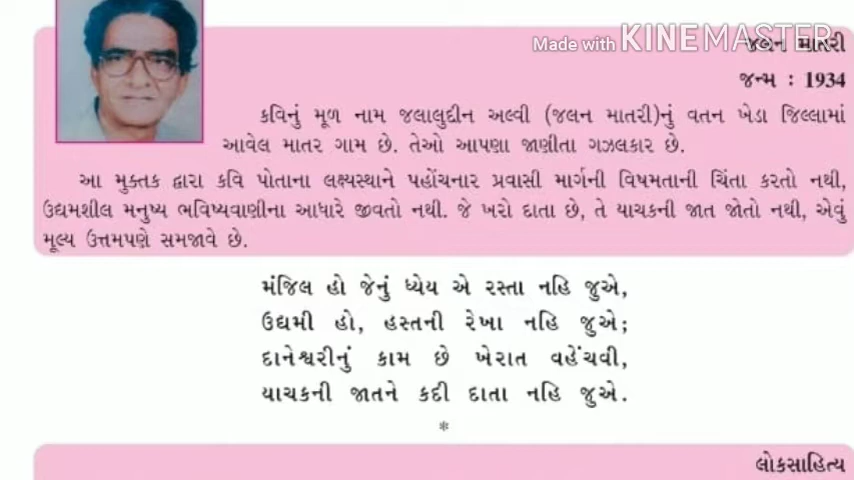 Made with KINEMASTER
જલન માતરી
જન્મ : 1934
કવિનું મૂળ નામ જલાલુદીન અલ્વી (જલન માતરી)નું વતન ખેડા જિલ્લામાં
આવેલ માતર ગામ છે. તેઓ આપણા જાણીતા ગઝલકાર છે.
આ મુક્તક દ્વારા કવિ પોતાના લક્ષ્યસ્થાને પહોંચનાર પ્રવાસી માર્ગની વિષમતાની ચિંતા કરતો નથી,
ઉદ્યમશીલ મનુષ્ય ભવિષ્યવાણીના આધારે જીવતો નથી. જે ખરો દાતા છે, તે યાચકની જાત જોતો નથી, એવું
મૂલ્ય ઉત્તમપણે સમજાવે છે.
મંજિલ હો જેનું ધ્યેય એ રસ્તા નહિ જુએ,
ઉદ્યમી હો, હસ્તની રેખા નહિ જુએ;
દાનેશ્વરીનું કામ છે ખેરાત વહેંચવી,
યાચકની જાતને કદી દાતા નહિ જુએ.
*
લોકસાહિત્ય